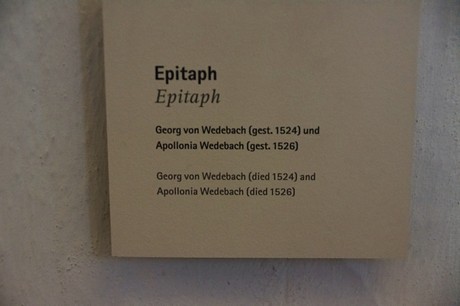 Epitaph
Epitaph
Georg von Wedebach (gest. 1524) und
Apollonia Wedebach (gest. 1526)
Georg von Wedebach (died 1524) and
Apollonia Wedebach (died 1526)